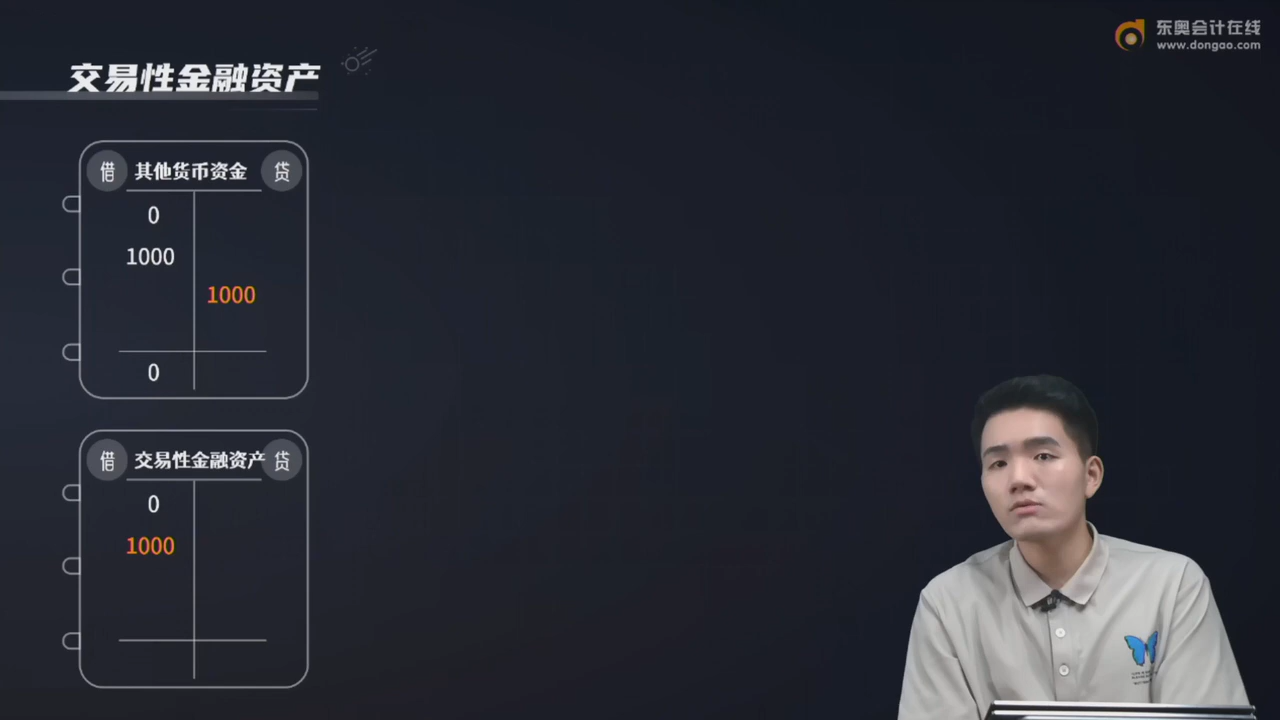 东奥会计在线
www.dongao.com
交易性金融资产
借 其他货币资金 贷
0
1000
1000
0
借 交易性金融资产 贷
0
1000